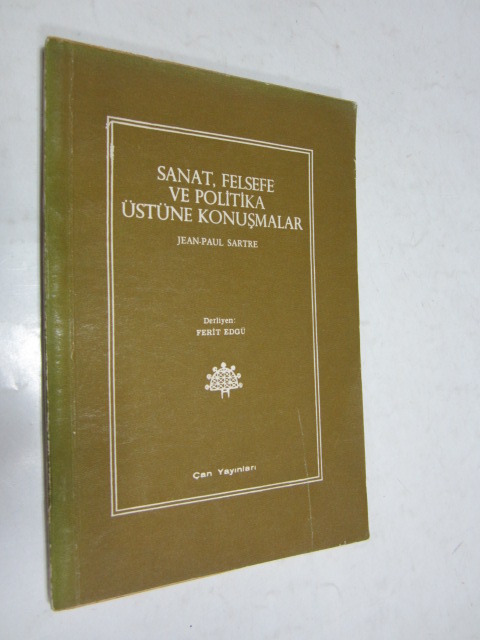 SANAT, FELSEFE
VE POLİTİKA
ÜSTÜNE KONUŞMALAR
JEAN-PAUL SARTRE
Derliyen:
FERİT EDGÜ
Çan Yayınları